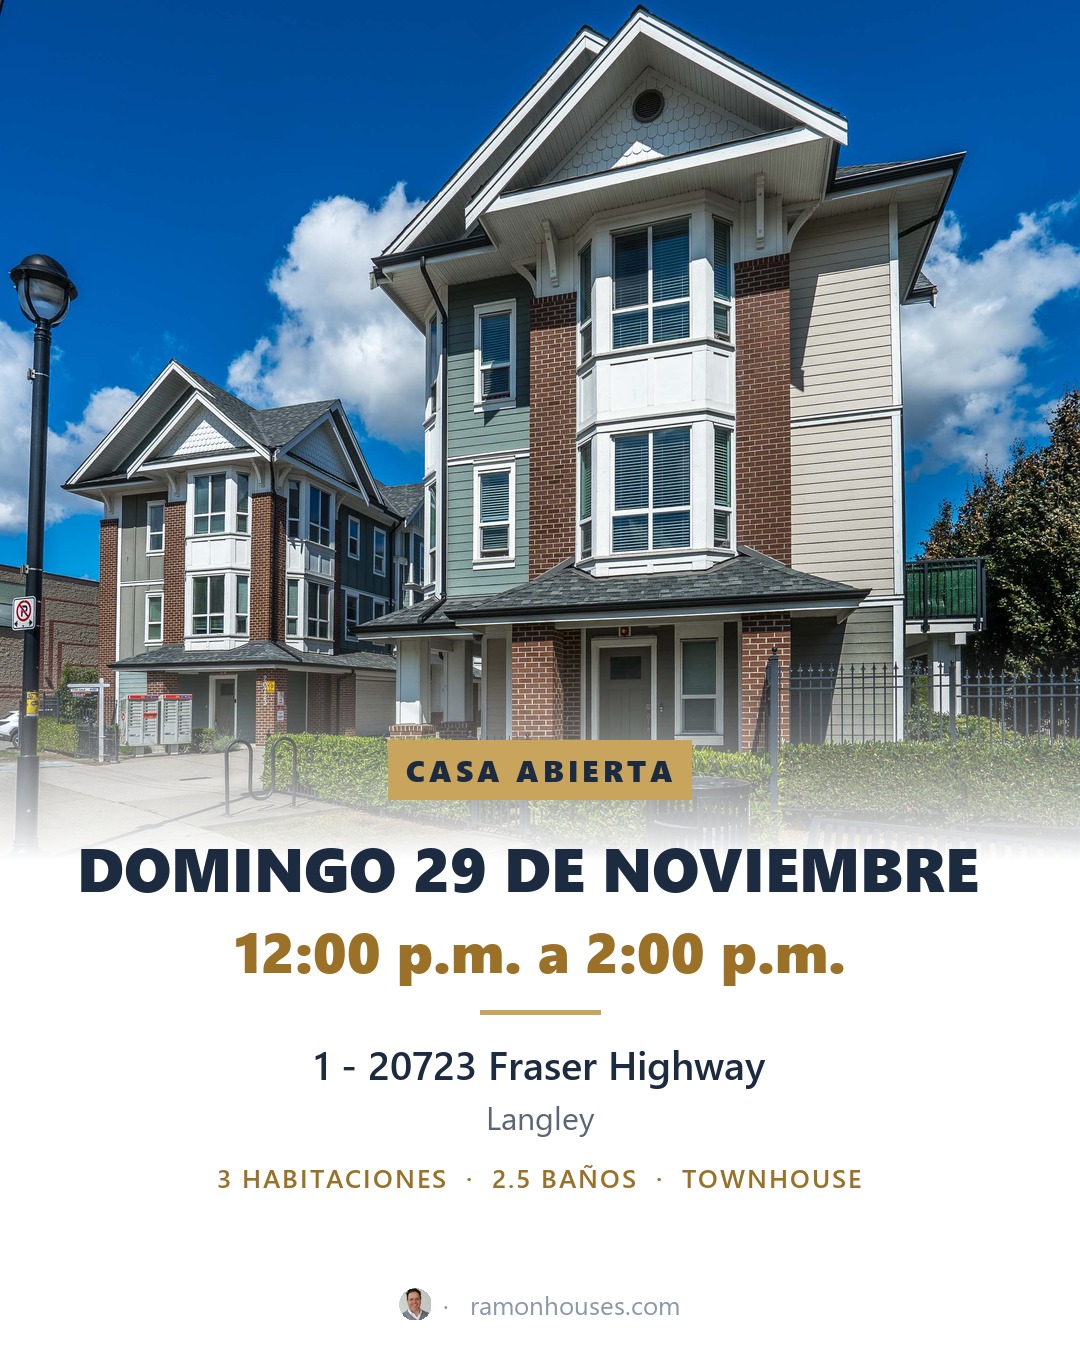 CASA ABIERTA
DOMINGO 29 DE NOVIEMBRE
12:00 p.m. a 2:00 p.m.
1 - 20723 Fraser Highway
Langley
3 HABITACIONES · 2.5 BAÑOS · TOWNHOUSE
· ramonhouses.com